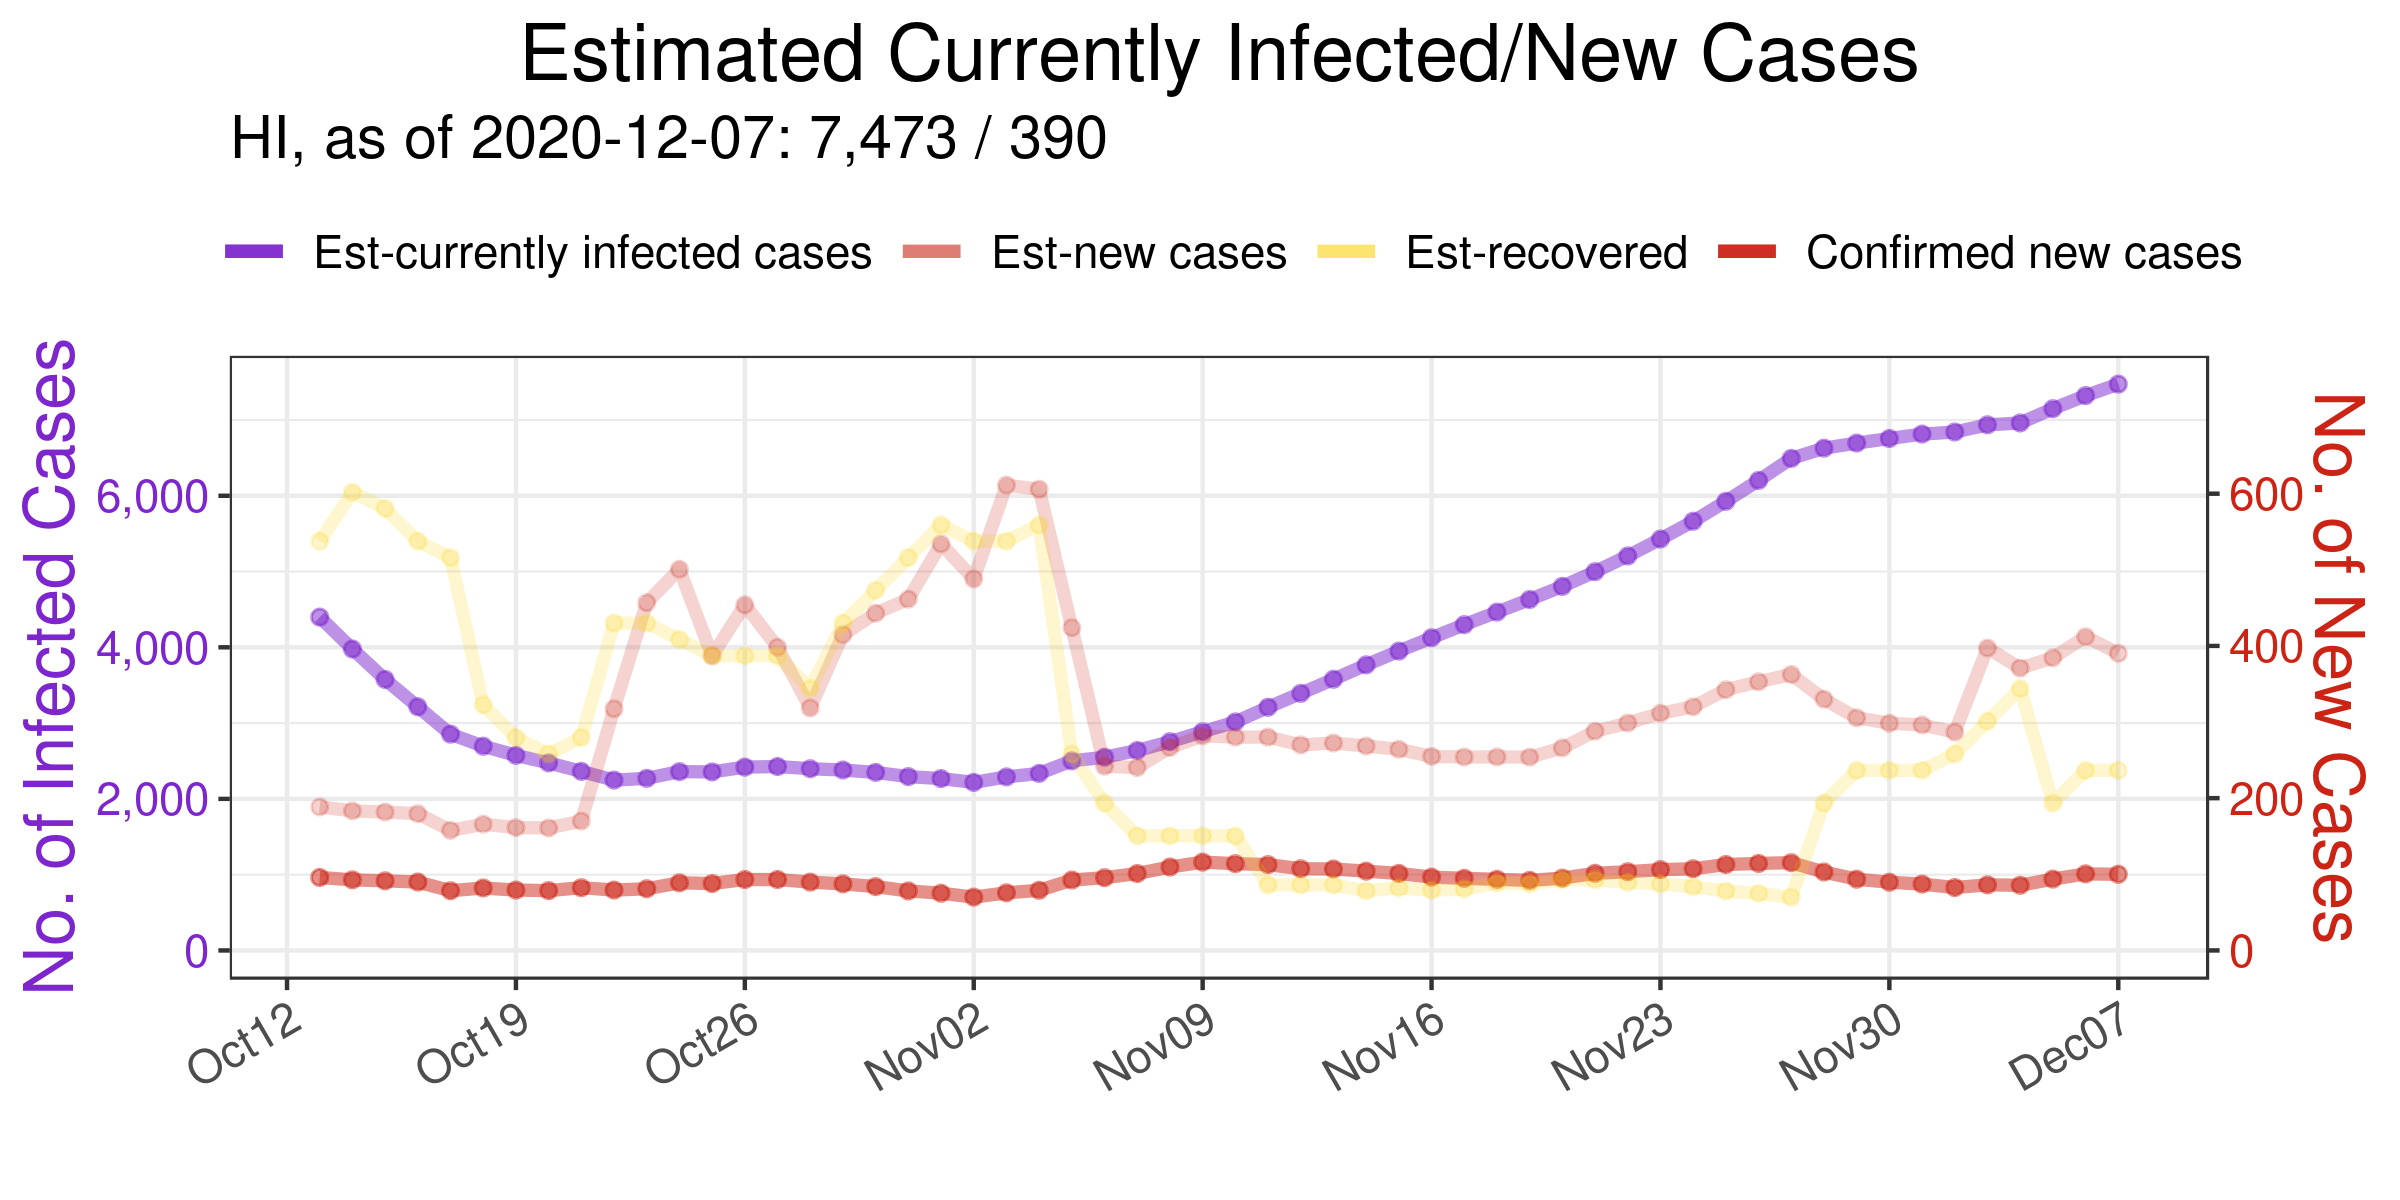 Estimated Currently Infected/New Cases
HI, as of 2020-12-07: 7,473 / 390
Est-currently infected cases Est-new cases Est-recovered Confirmed new cases
No. of Infected Cases
6,000
4,000
2,000
0
600
400
200
0
No. of New Cases
Oct12 Oct19 Oct26 Nov02 Nov09 Nov16 Nov23 Nov30 Dec07